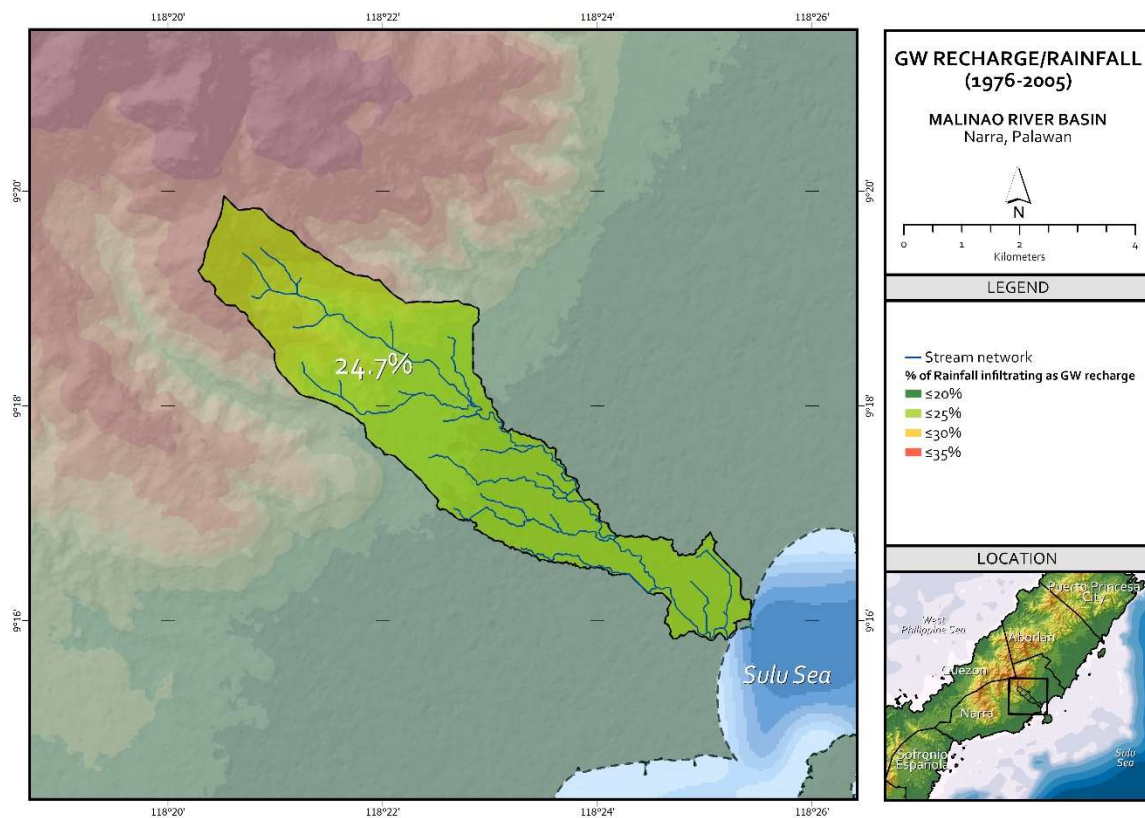 118°20'
118°22'
118°24'
118°26'
9°20'
9°20'
24.7%
9°18'
9°18'
9°16'
9°16'
Sulu Sea
118°20'
118°22'
118°24'
118°26'
GW RECHARGE/RAINFALL
(1976-2005)
MALINAO RIVER BASIN
Narra, Palawan
N
0 1 2 4
Kilometers
LEGEND
Stream network
% of Rainfall infiltrating as GW recharge
≤20%
≤25%
≤30%
≤35%
LOCATION
Puerto Princesa
City
West
Philippine Sea
Aborlan
Quezon
Narra
Sofronio
Española
Sulu
Sea